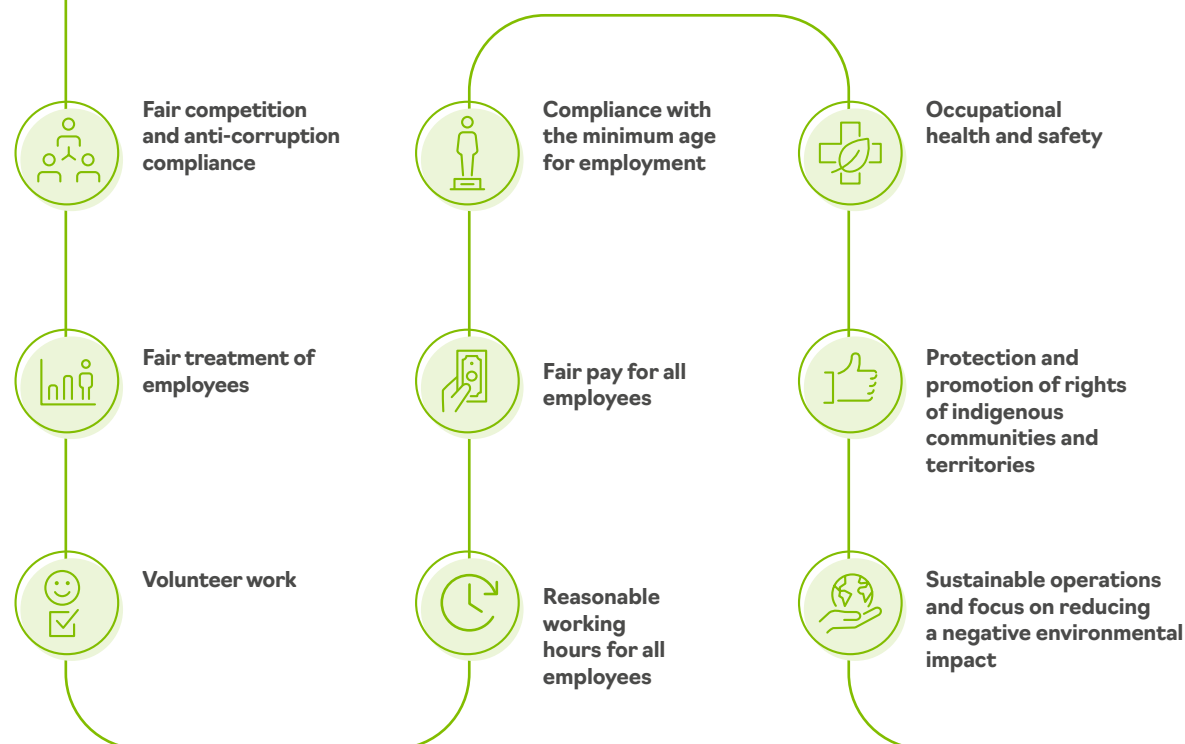 Fair competition
and anti-corruption
compliance
Fair treatment of
employees
Volunteer work
Compliance with
the minimum age
for employment
Fair pay for all
employees
Reasonable
working
hours for all
employees
Occupational
health and safety
Protection and
promotion of rights
of indigenous
communities and
territories
Sustainable operations
and focus on reducing
a negative environmental
impact